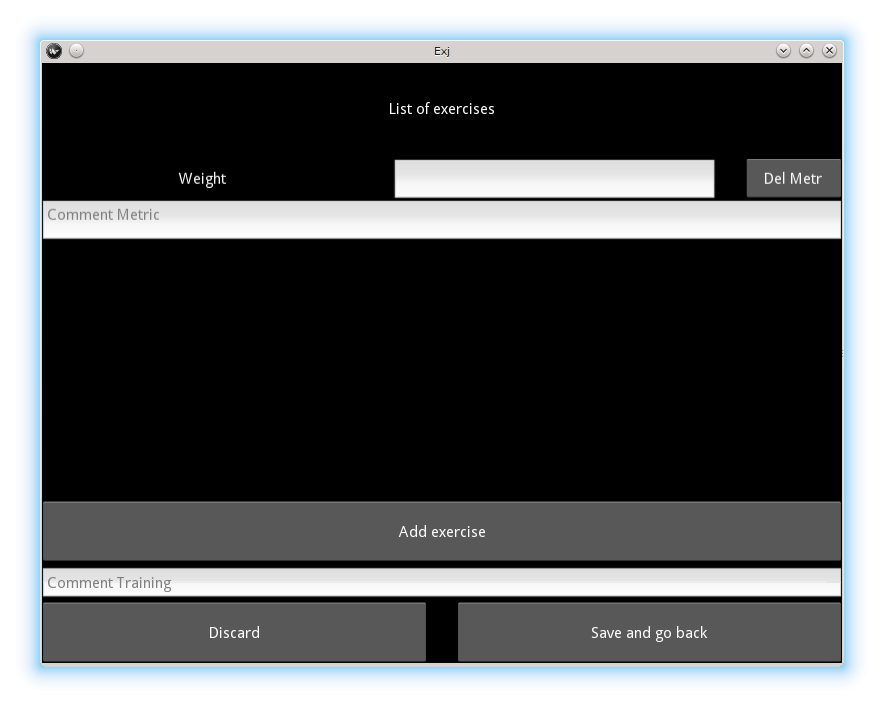 Exj
List of exercises
Weight
Del Metr
Comment Metric
Add exercise
Comment Training
Discard
Save and go back